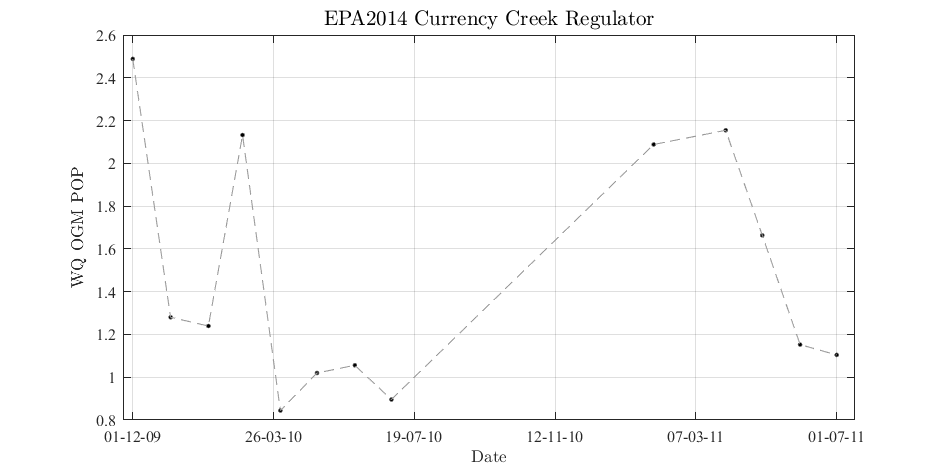 EPA2014 Currency Creek Regulator
WQ OGM POP
2.6
2.4
2.2
2
1.8
1.6
1.4
1.2
1
0.8
01-12-09 26-03-10 19-07-10 12-11-10 07-03-11 01-07-11
Date